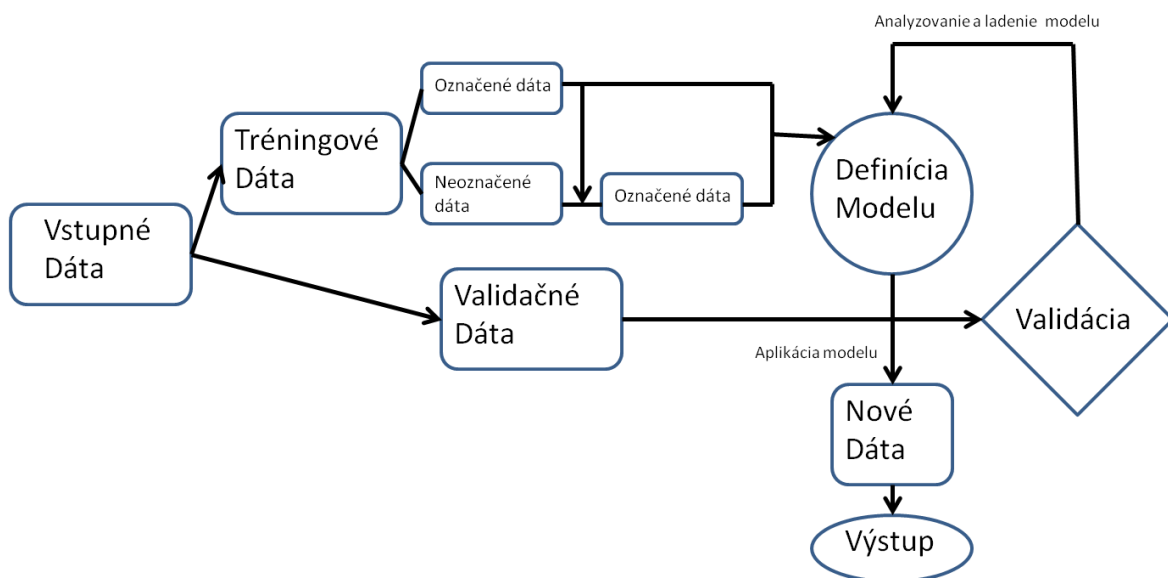 Analyzovanie a ladenie modelu
Označené dáta
Tréningové
Dáta
Neoznačené
dáta
Označené dáta
Definícia
Modelu
Vstupné
Dáta
Validačné
Dáta
Validácia
Aplikácia modelu
Nové
Dáta
Výstup